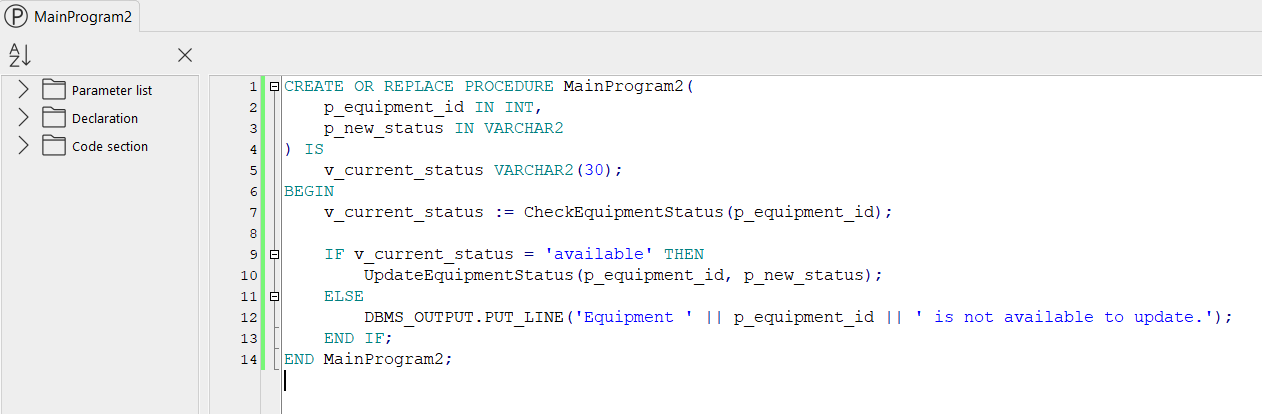 MainProgram2
Parameter list
Declaration
Code section
1 CREATE OR REPLACE PROCEDURE MainProgram2(
2     p_equipment_id IN INT,
3     p_new_status IN VARCHAR2
4 ) IS
5     v_current_status VARCHAR2(30);
6 BEGIN
7     v_current_status := CheckEquipmentStatus(p_equipment_id);
8
9     IF v_current_status = 'available' THEN
10         UpdateEquipmentStatus(p_equipment_id, p_new_status);
11     ELSE
12         DBMS_OUTPUT.PUT_LINE('Equipment ' || p_equipment_id || ' is not available to update.');
13     END IF;
14 END MainProgram2;